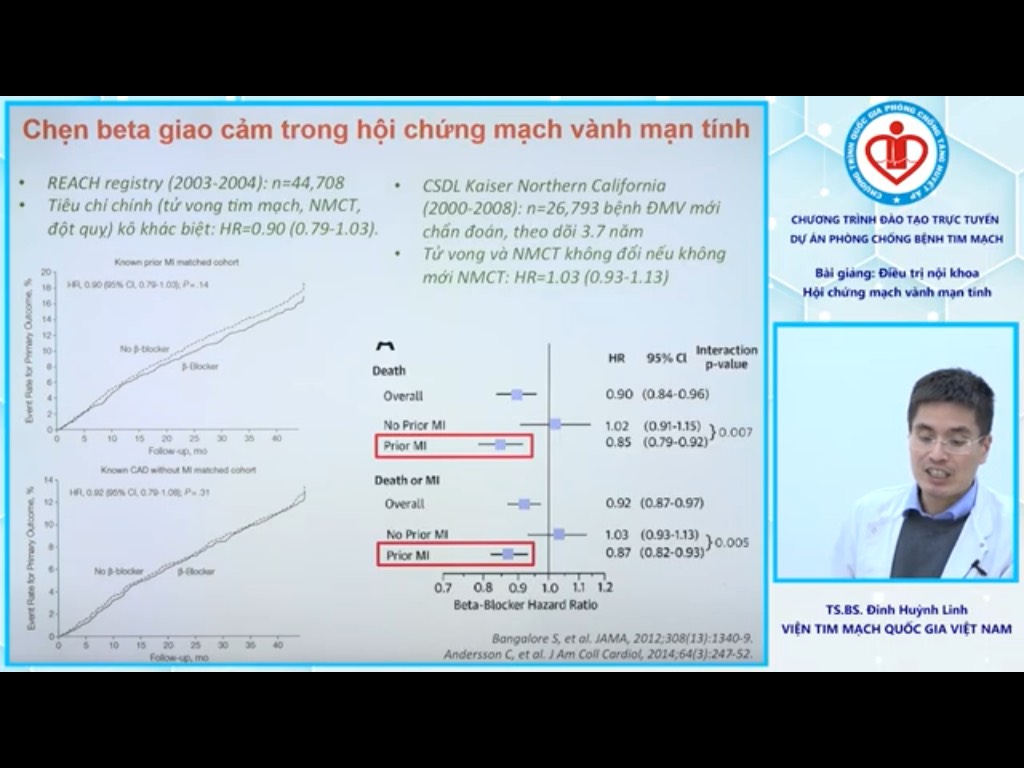 Chẹn beta giao cảm trong hội chứng mạch vành mạn tính
• REACH registry (2003-2004): n=44,708
• Tiêu chí chính (tử vong tim mạch, NMCT,
đột quỵ) kô khác biệt: HR=0.90 (0.79-1.03).
Known prior MI matched cohort
HR, 0.90 (95% CI, 0.79-1.03); P=.14
Event Rate for Primary Outcome, %
20
18
16
14
12
10
8
6
4
2
0
No β-blocker
β-Blocker
0 5 10 15 20 25 30 35 40
Follow-up, mo
Known CAD without MI matched cohort
HR, 0.92 (95% CI, 0.79-1.08); P=.31
Event Rate for Primary Outcome, %
14
12
10
8
6
4
2
0
No β-blocker
β-Blocker
0 5 10 15 20 25 30 35 40
Follow-up, mo
• CSDL Kaiser Northern California
(2000-2008): n=26,793 bệnh ĐMV mới
chẩn đoán, theo dõi 3.7 năm
• Tử vong và NMCT không đổi nếu không
mới NMCT: HR=1.03 (0.93-1.13)
HR 95% CI Interaction
p-value
Death
Overall 0.90 (0.84-0.96)
No Prior MI 1.02 (0.91-1.15)
}0.007
Prior MI 0.85 (0.79-0.92)
Death or MI
Overall 0.92 (0.87-0.97)
No Prior MI 1.03 (0.93-1.13)
}0.005
Prior MI 0.87 (0.82-0.93)
0.7 0.8 0.9 1.0 1.1 1.2
Beta-Blocker Hazard Ratio
Bangalore S, et al. JAMA, 2012;308(13):1340-9.
Andersson C, et al. J Am Coll Cardiol, 2014;64(3):247-52.
CHƯƠNG TRÌNH QUỐC GIA PHÒNG CHỐNG TĂNG HUYẾT ÁP
CHƯƠNG TRÌNH ĐÀO TẠO TRỰC TUYẾN
DỰ ÁN PHÒNG CHỐNG BỆNH TIM MẠCH
Bài giảng: Điều trị nội khoa
Hội chứng mạch vành mạn tính
TS.BS. Đinh Huỳnh Linh
VIỆN TIM MẠCH QUỐC GIA VIỆT NAM